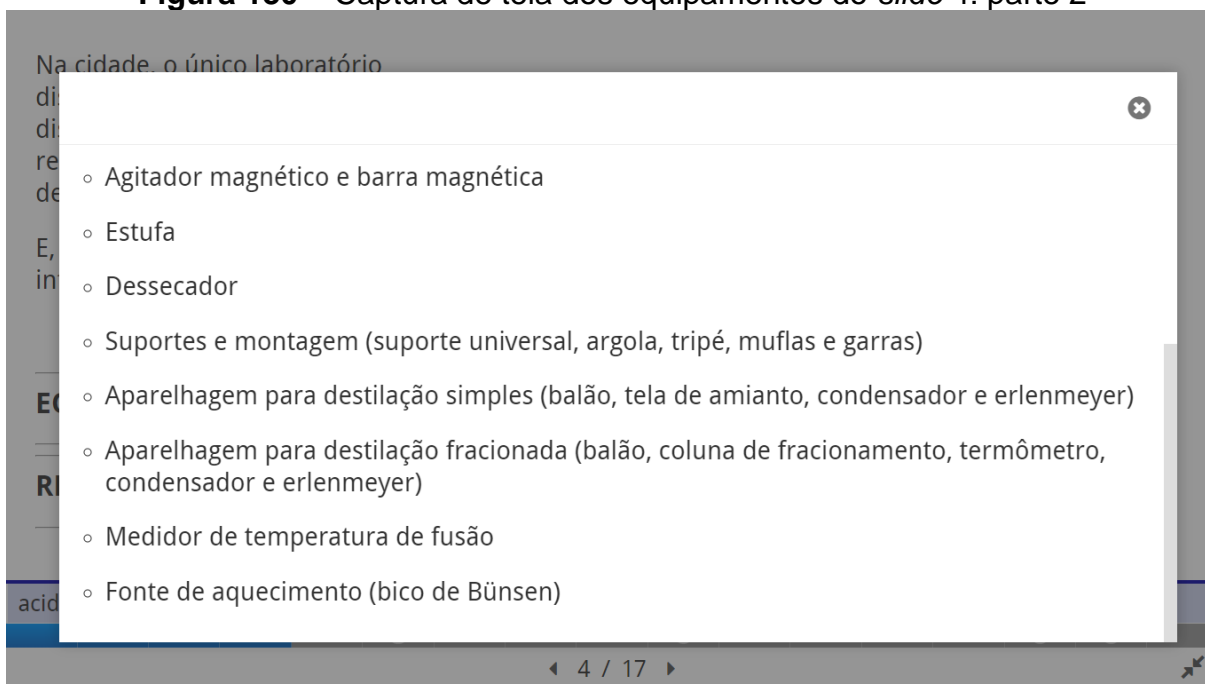 Captura de tela dos equipamentos do slide 4: parte 2
Na cidade, o único laboratório
◦ Agitador magnético e barra magnética
◦ Estufa
◦ Dessecador
◦ Suportes e montagem (suporte universal, argola, tripé, muflas e garras)
◦ Aparelhagem para destilação simples (balão, tela de amianto, condensador e erlenmeyer)
◦ Aparelhagem para destilação fracionada (balão, coluna de fracionamento, termômetro,
condensador e erlenmeyer)
◦ Medidor de temperatura de fusão
◦ Fonte de aquecimento (bico de Bünsen)
4 / 17